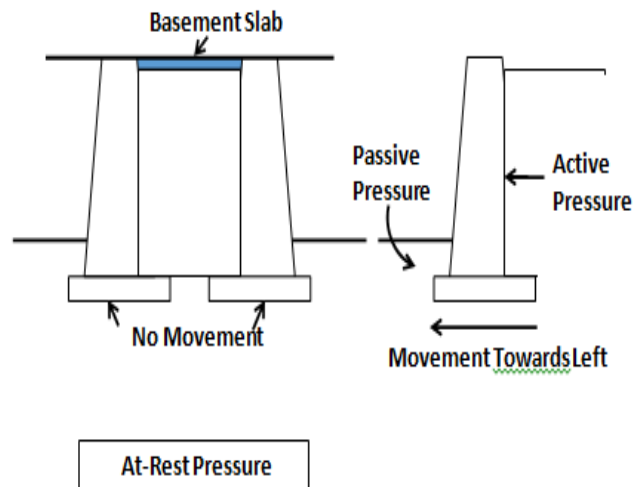 Basement Slab
Passive
Pressure
Active
Pressure
No Movement
Movement Towards Left
At-Rest Pressure